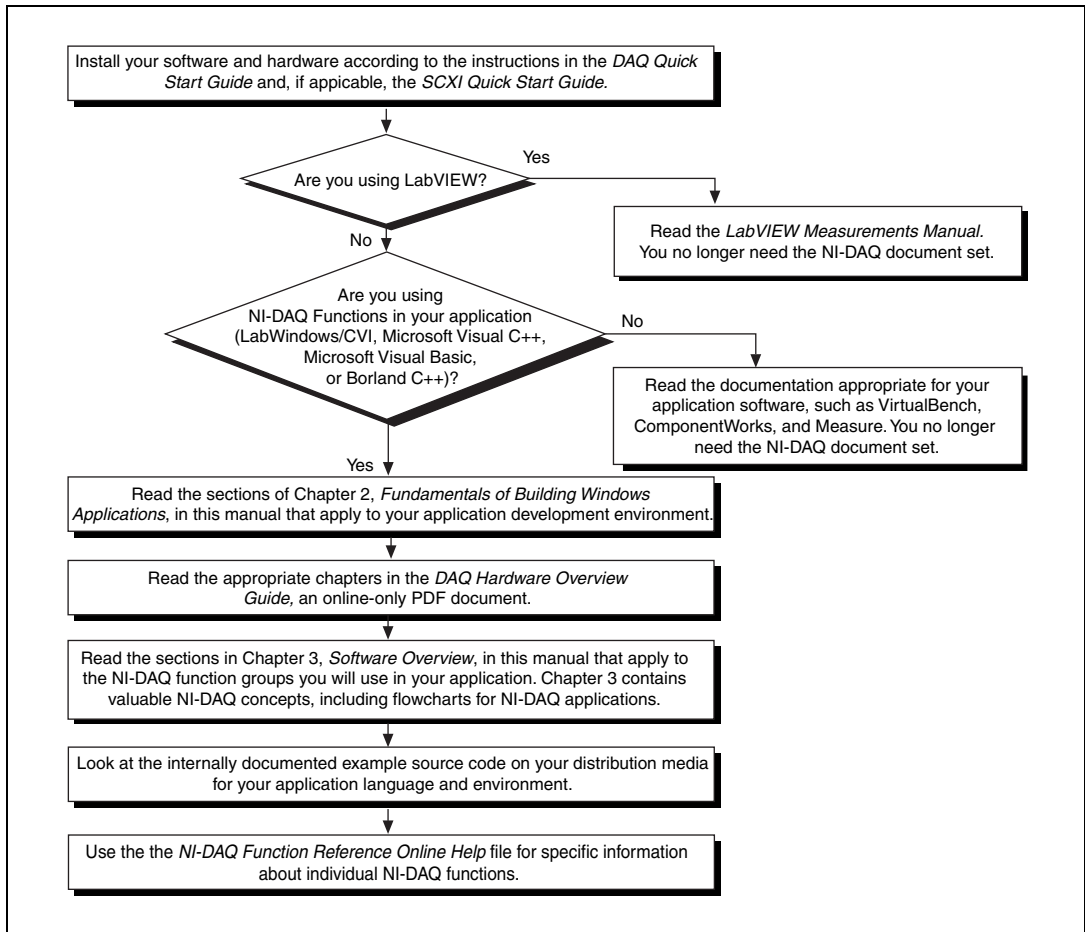 Install your software and hardware according to the instructions in the DAQ Quick
Start Guide and, if appicable, the SCXI Quick Start Guide.
Are you using LabVIEW?
Yes
Read the LabVIEW Measurements Manual.
You no longer need the NI-DAQ document set.
No
Are you using
NI-DAQ Functions in your application
(LabWindows/CVI, Microsoft Visual C++,
Microsoft Visual Basic,
or Borland C++)?
No
Read the documentation appropriate for your
application software, such as VirtualBench,
ComponentWorks, and Measure. You no longer
need the NI-DAQ document set.
Yes
Read the sections of Chapter 2, Fundamentals of Building Windows
Applications, in this manual that apply to your application development environment.
Read the appropriate chapters in the DAQ Hardware Overview
Guide, an online-only PDF document.
Read the sections in Chapter 3, Software Overview, in this manual that apply to
the NI-DAQ function groups you will use in your application. Chapter 3 contains
valuable NI-DAQ concepts, including flowcharts for NI-DAQ applications.
Look at the internally documented example source code on your distribution media
for your application language and environment.
Use the the NI-DAQ Function Reference Online Help file for specific information
about individual NI-DAQ functions.